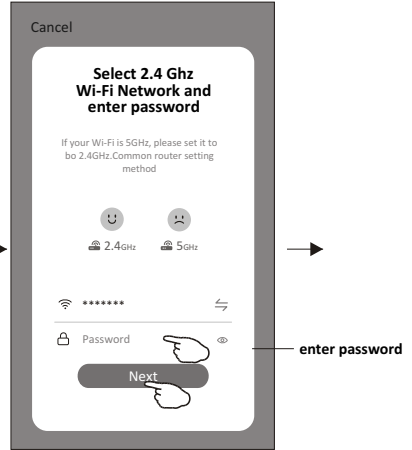 Cancel
Select 2.4 Ghz
Wi-Fi Network and
enter password
If your Wi-Fi is 5GHz, please set it to
bo 2.4GHz.Common router setting
method
2.4GHz 5GHz
*******
Password
enter password
Next